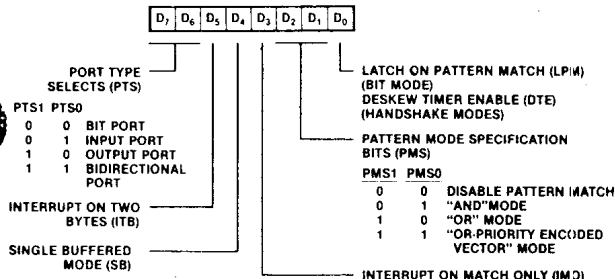 D7 D6 D5 D4 D3 D2 D1 D0
PORT TYPE
SELECTS (PTS)
PTS1 PTS0
0 0 BIT PORT
0 1 INPUT PORT
1 0 OUTPUT PORT
1 1 BIDIRECTIONAL
PORT
INTERRUPT ON TWO
BYTES (ITB)
SINGLE BUFFERED
MODE (SB)
LATCH ON PATTERN MATCH (LPM)
(BIT MODE)
DESKEW TIMER ENABLE (DTE)
(HANDSHAKE MODES)
PATTERN MODE SPECIFICATION
BITS (PMS)
PMS1 PMS0
0 0 DISABLE PATTERN MATCH
0 1 "AND" MODE
1 0 "OR" MODE
1 1 "OR-PRIORITY ENCODED
VECTOR" MODE
INTERRUPT ON MATCH ONLY (IMO)